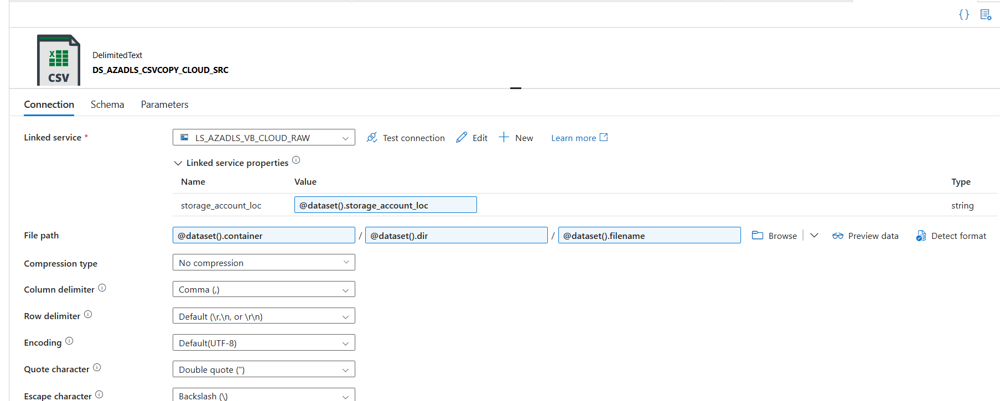 {}
X
CSV
DelimitedText
DS_AZADLS_CSVCOPY_CLOUD_SRC
Connection Schema Parameters
Linked service * LS_AZADLS_VB_CLOUD_RAW Test connection Edit New Learn more
Linked service properties
Name Value Type
storage_account_loc @dataset().storage_account_loc string
File path @dataset().container / @dataset().dir / @dataset().filename Browse Preview data Detect format
Compression type No compression
Column delimiter Comma (,)
Row delimiter Default (\r,\n, or \r\n)
Encoding Default(UTF-8)
Quote character Double quote (")
Escape character Backslash (\)